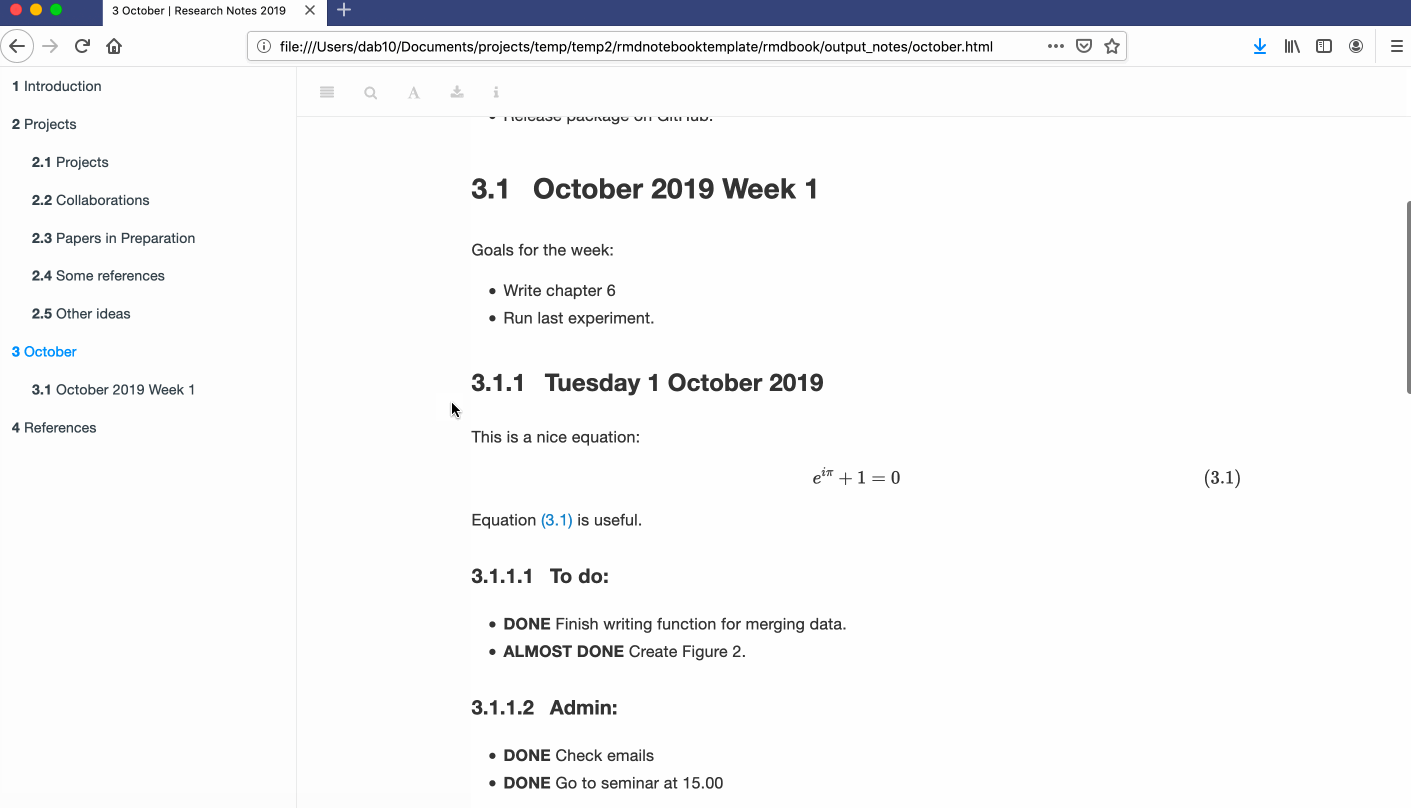 3 October | Research Notes 2019
file:///Users/dab10/Documents/projects/temp/temp2/rmdnotebooktemplate/rmdbook/output_notes/october.html
1 Introduction
2 Projects
2.1 Projects
2.2 Collaborations
2.3 Papers in Preparation
2.4 Some references
2.5 Other ideas
3 October
3.1 October 2019 Week 1
4 References
A
i
• Release package on GitHub.
3.1 October 2019 Week 1
Goals for the week:
• Write chapter 6
• Run last experiment.
3.1.1 Tuesday 1 October 2019
This is a nice equation:
e^{iπ} + 1 = 0 (3.1)
Equation (3.1) is useful.
3.1.1.1 To do:
• DONE Finish writing function for merging data.
• ALMOST DONE Create Figure 2.
3.1.1.2 Admin:
• DONE Check emails
• DONE Go to seminar at 15.00